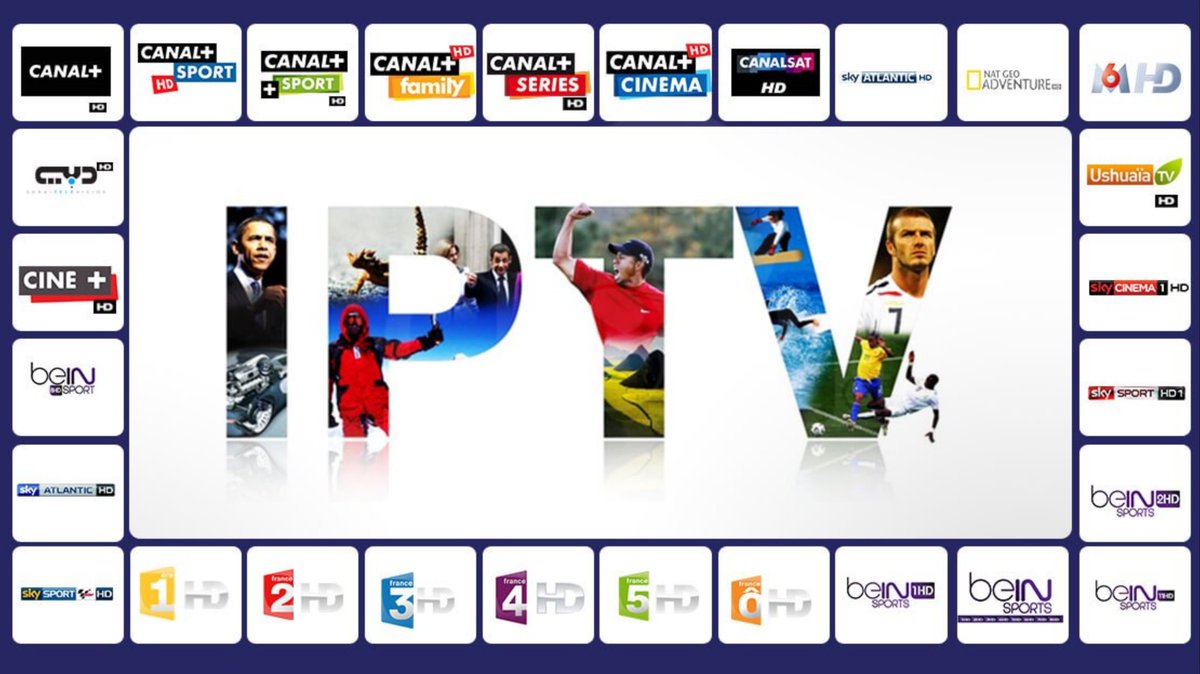 CANAL+
HD
CANAL+
SPORT
HD
CANAL+
+ SPORT
HD
CANAL+ HD
family
CANAL+
SERIES
HD
CANAL+ HD
CINEMA
CANALSAT
HD
sky ATLANTIC HD
NAT GEO
ADVENTURE
M6 HD
دبي HD
Ushuaïa TV
HD
CINE +
HD
IPTV
7
sky CINEMA 1 HD
beIN
HD SPORT
sky SPORT HD 1
sky ATLANTIC HD
beIN 2HD
SPORTS
sky SPORT HD
1 HD
france
2 HD
france
3 HD
france
4 HD
france
5 HD
france
Ô HD
beIN 1HD
SPORTS
beIN
SPORTS
beIN 11HD
SPORTS